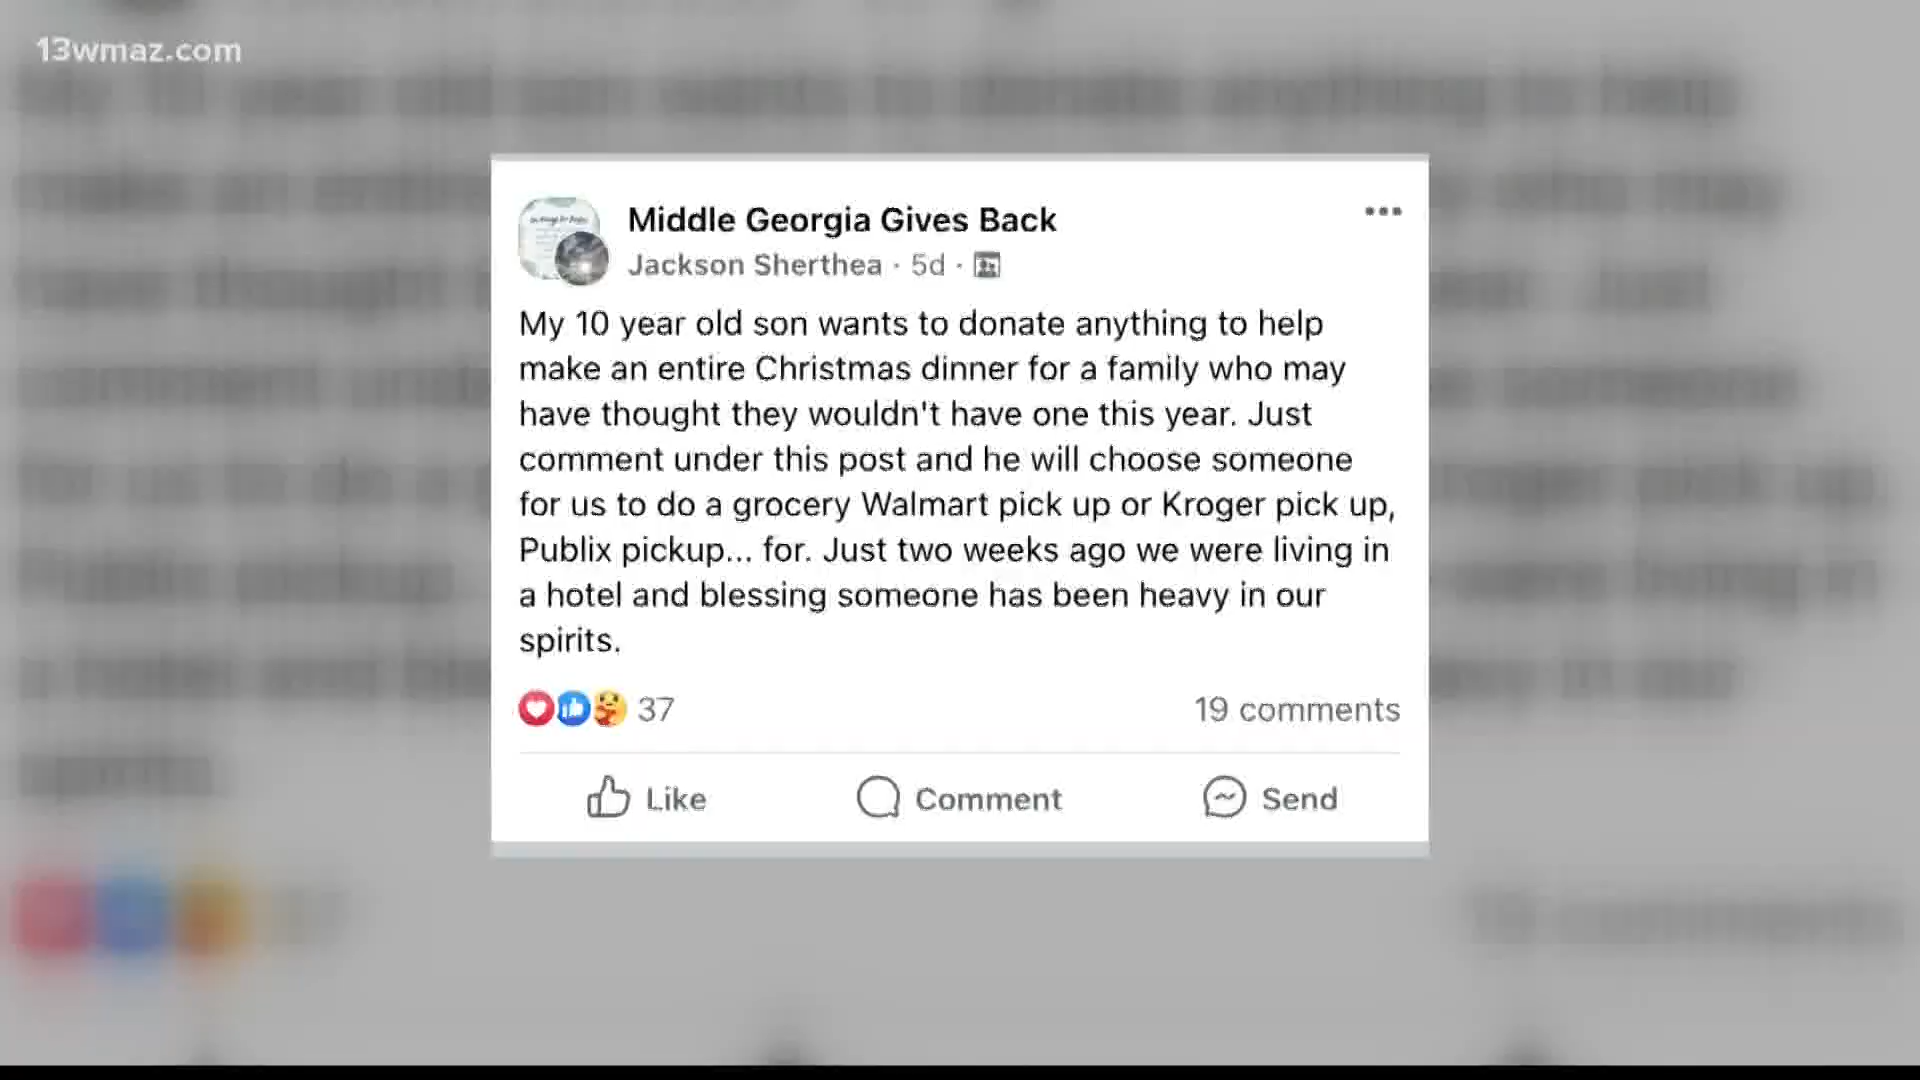 13wmaz.com
Middle Georgia Gives Back
Jackson Sherthea · 5d ·
My 10 year old son wants to donate anything to help
make an entire Christmas dinner for a family who may
have thought they wouldn't have one this year. Just
comment under this post and he will choose someone
for us to do a grocery Walmart pick up or Kroger pick up,
Publix pickup... for. Just two weeks ago we were living in
a hotel and blessing someone has been heavy in our
spirits.
37
19 comments
Like
Comment
Send